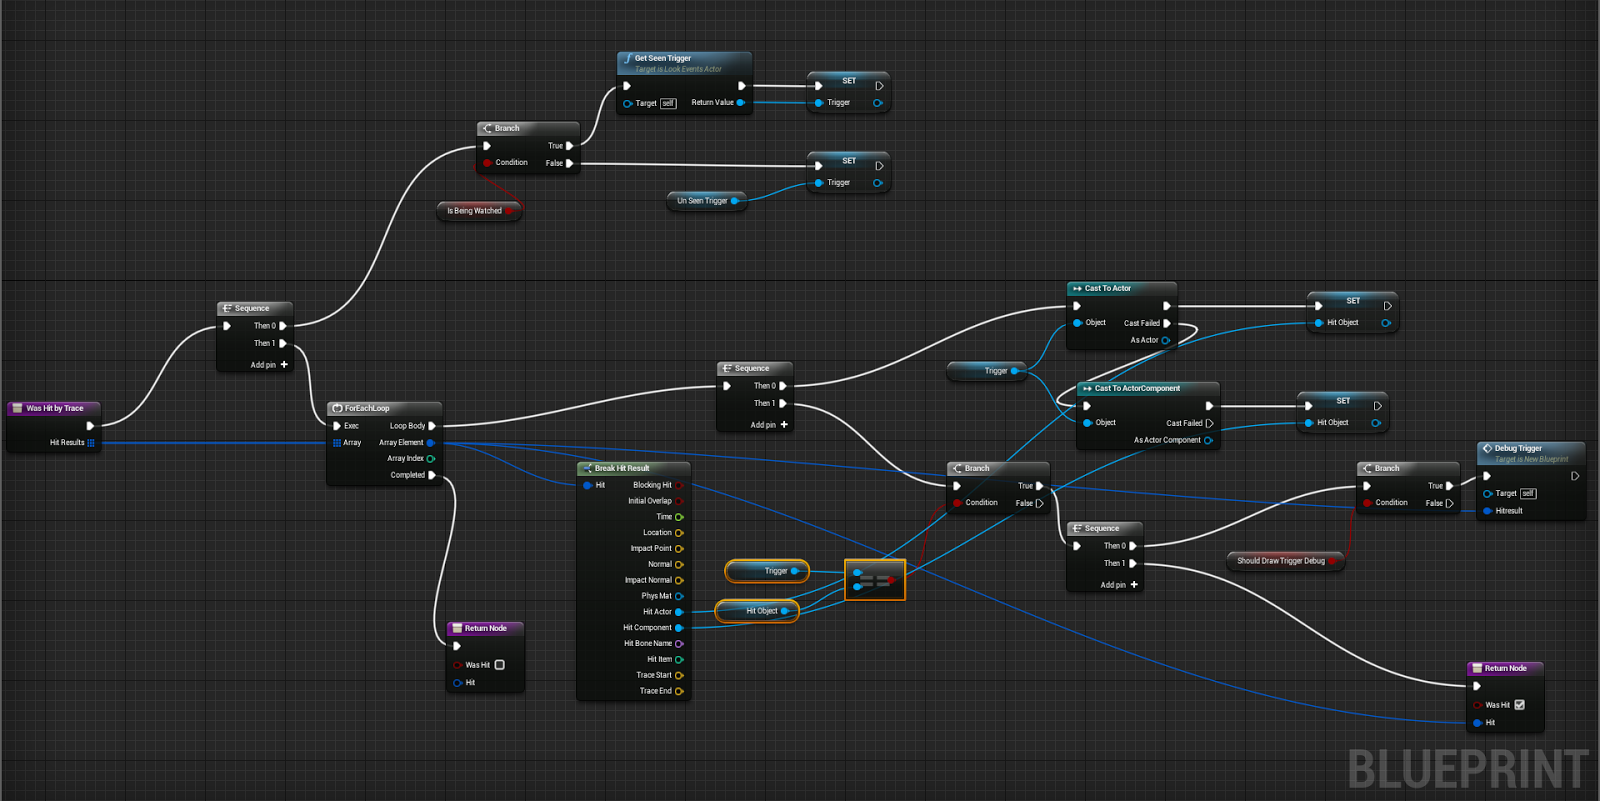 Get Seen Trigger
Target is Look Events Actor
Target self
Return Value
SET
Trigger
Branch
Condition
True
False
Is Being Watched
SET
Trigger
Un Seen Trigger
Sequence
Then 0
Then 1
Add pin +
Was Hit by Trace
Hit Results
ForEachLoop
Exec
Loop Body
Array
Array Element
Array Index
Completed
Return Node
Was Hit
Hit
Break Hit Result
Hit
Blocking Hit
Initial Overlap
Time
Location
Impact Point
Normal
Impact Normal
Phys Mat
Hit Actor
Hit Component
Hit Bone Name
Hit Item
Trace Start
Trace End
Sequence
Then 0
Then 1
Add pin +
Trigger
Hit Object
==
Cast To Actor
Object
Cast Failed
As Actor
SET
Hit Object
Trigger
Cast To ActorComponent
Object
Cast Failed
As Actor Component
SET
Hit Object
Branch
Condition
True
False
Sequence
Then 0
Then 1
Add pin +
Should Draw Trigger Debug
Branch
Condition
True
False
Debug Trigger
Target is New Blueprint
Target self
Hitresult
Return Node
Was Hit
Hit
BLUEPRINT